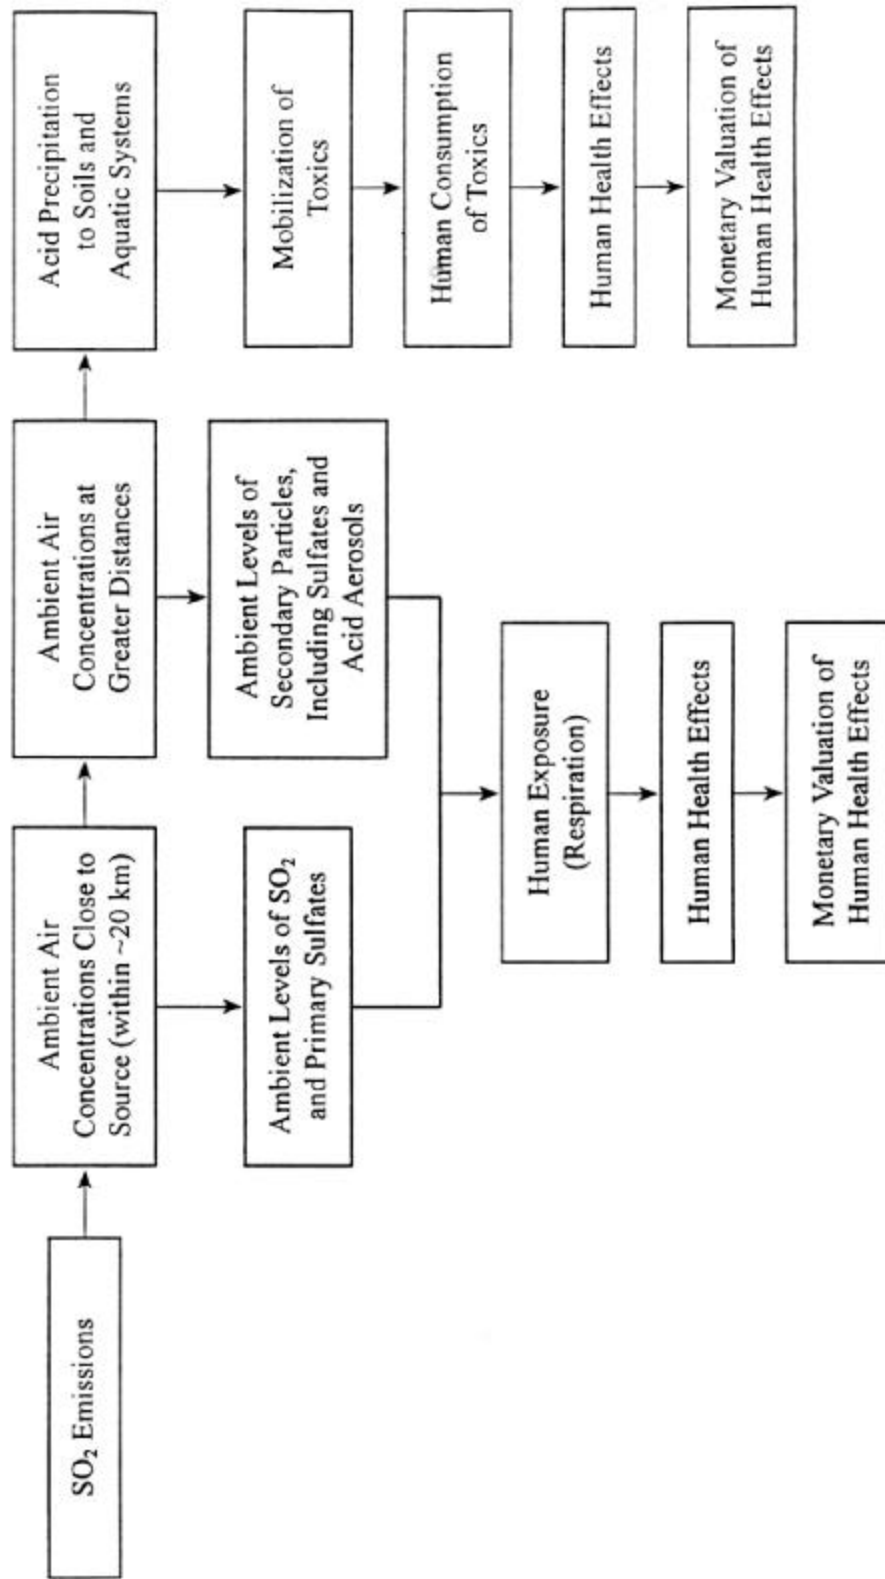 SO₂ Emissions
Ambient Air
Concentrations Close to
Source (within ~20 km)
Ambient Air
Concentrations at
Greater Distances
Acid Precipitation
to Soils and
Aquatic Systems
Ambient Levels of SO₂
and Primary Sulfates
Ambient Levels of
Secondary Particles,
Including Sulfates and
Acid Aerosols
Mobilization of
Toxics
Human Consumption
of Toxics
Human Exposure
(Respiration)
Human Health Effects
Human Health Effects
Monetary Valuation of
Human Health Effects
Monetary Valuation of
Human Health Effects